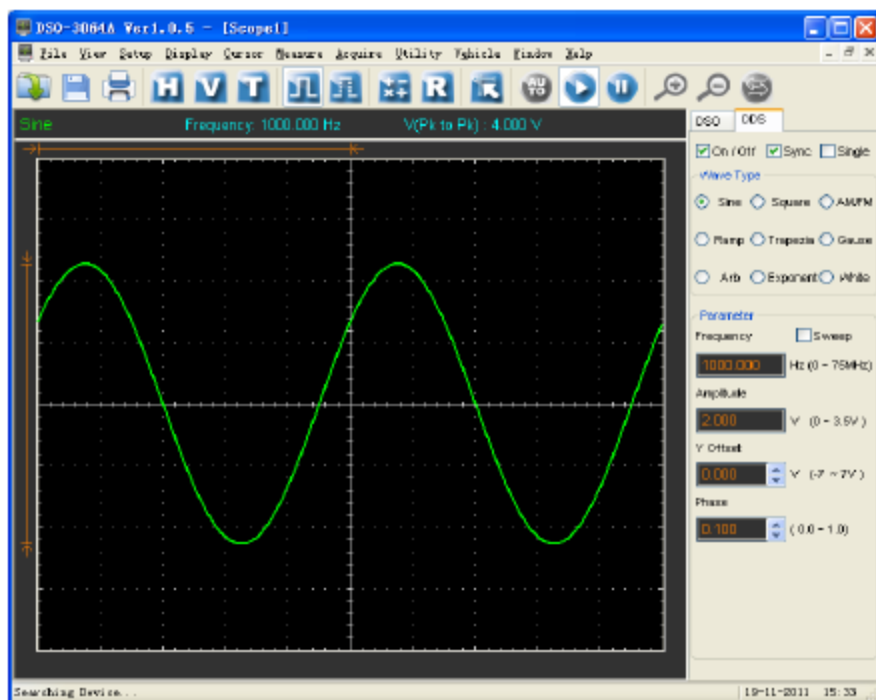 DSO-3064A Ver1.0.5 - [Scope1]
File View Setup Display Cursor Measure Acquire Utility Vehicle Window Help
H V T R AUTO
Sine Frequency: 1000.000 Hz V(Pk to Pk) : 4.000 V
DSO DDS
On / Off Sync Single
Wave Type
Sine Square AM/FM
Ramp Trapezia Gause
Arb Exponent White
Parameter
Frequency Sweep
1000.000 Hz (0 ~ 75MHz)
Amplitude
2.000 V (0 ~ 3.5V )
Y Offset
0.000 V (-7 ~ 7V )
Phase
0.100 ( 0.0 ~ 1.0)
Searching Device... 19-11-2011 15:33